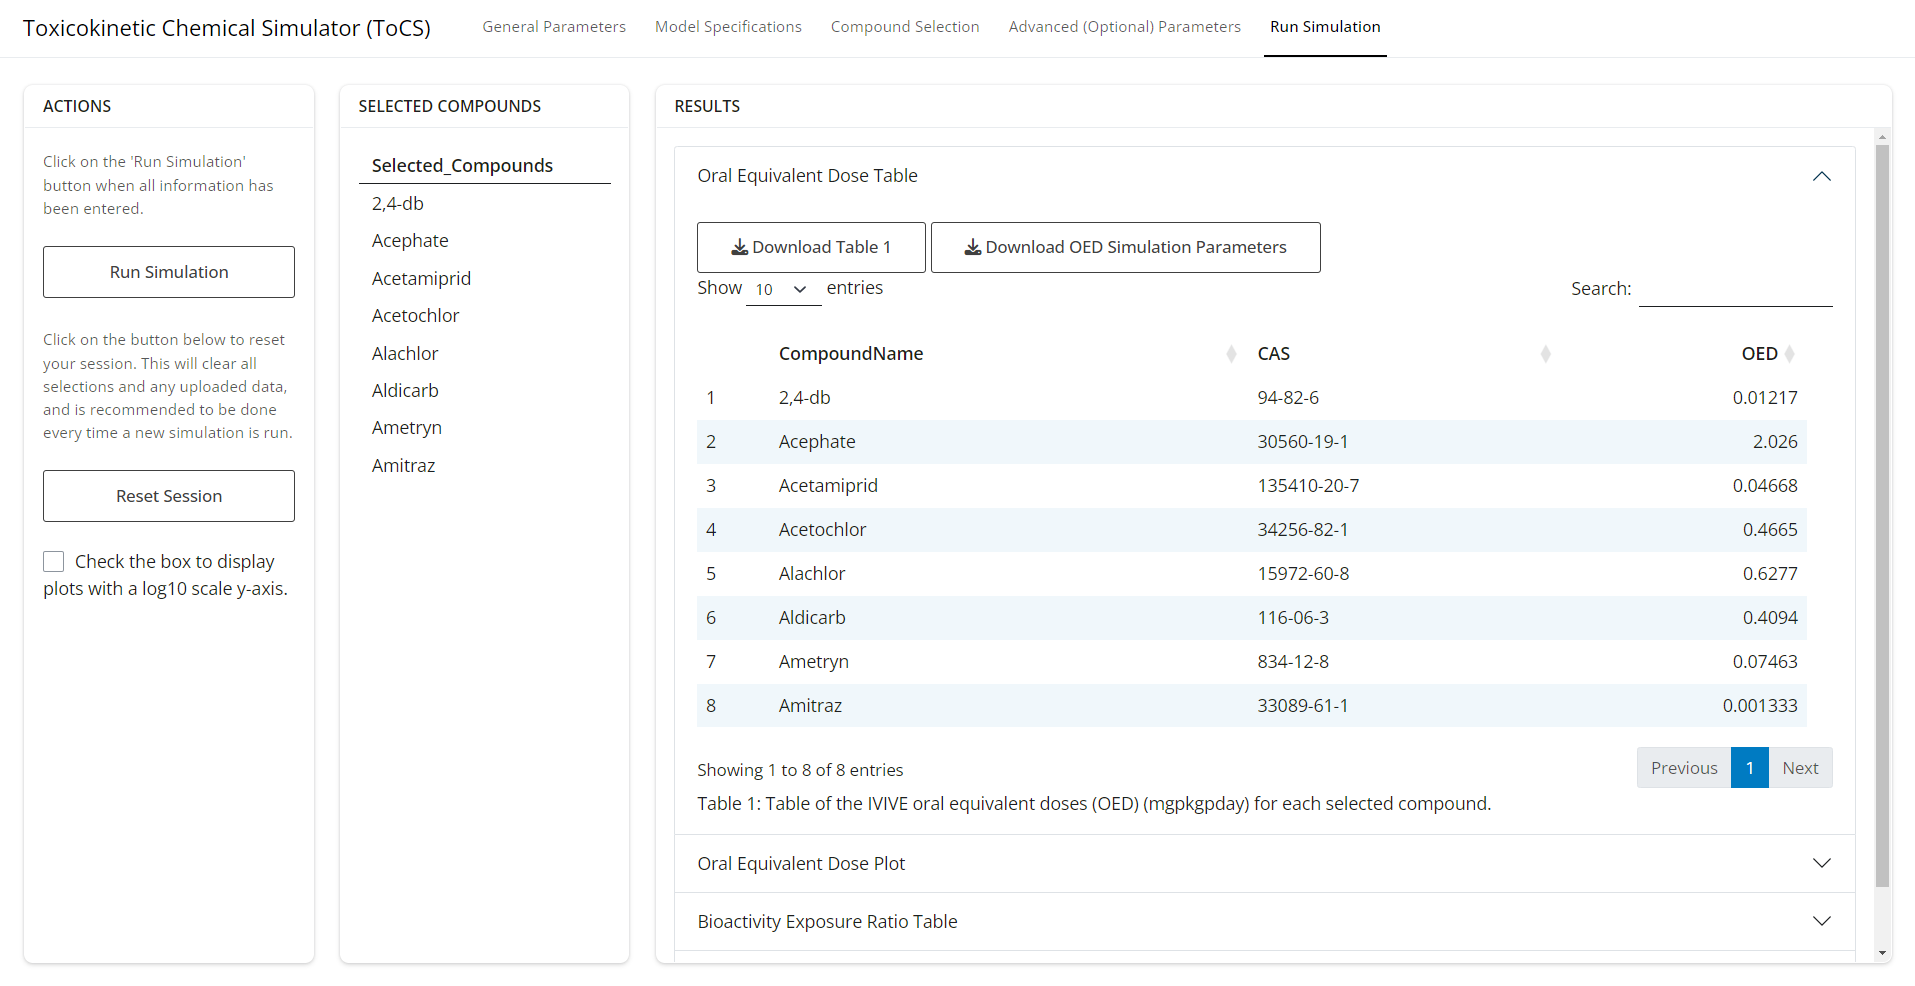 Toxicokinetic Chemical Simulator (ToCS)
General Parameters
Model Specifications
Compound Selection
Advanced (Optional) Parameters
Run Simulation
ACTIONS
Click on the 'Run Simulation'
button when all information has
been entered.
Run Simulation
Click on the button below to reset
your session. This will clear all
selections and any uploaded data,
and is recommended to be done
every time a new simulation is run.
Reset Session
Check the box to display
plots with a log10 scale y-axis.
SELECTED COMPOUNDS
Selected_Compounds
2,4-db
Acephate
Acetamiprid
Acetochlor
Alachlor
Aldicarb
Ametryn
Amitraz
RESULTS
Oral Equivalent Dose Table
Download Table 1
Download OED Simulation Parameters
Show 10 entries
Search:
CompoundName CAS OED
1 2,4-db 94-82-6 0.01217
2 Acephate 30560-19-1 2.026
3 Acetamiprid 135410-20-7 0.04668
4 Acetochlor 34256-82-1 0.4665
5 Alachlor 15972-60-8 0.6277
6 Aldicarb 116-06-3 0.4094
7 Ametryn 834-12-8 0.07463
8 Amitraz 33089-61-1 0.001333
Showing 1 to 8 of 8 entries
Previous 1 Next
Table 1: Table of the IVIVE oral equivalent doses (OED) (mgpkgpday) for each selected compound.
Oral Equivalent Dose Plot
Bioactivity Exposure Ratio Table